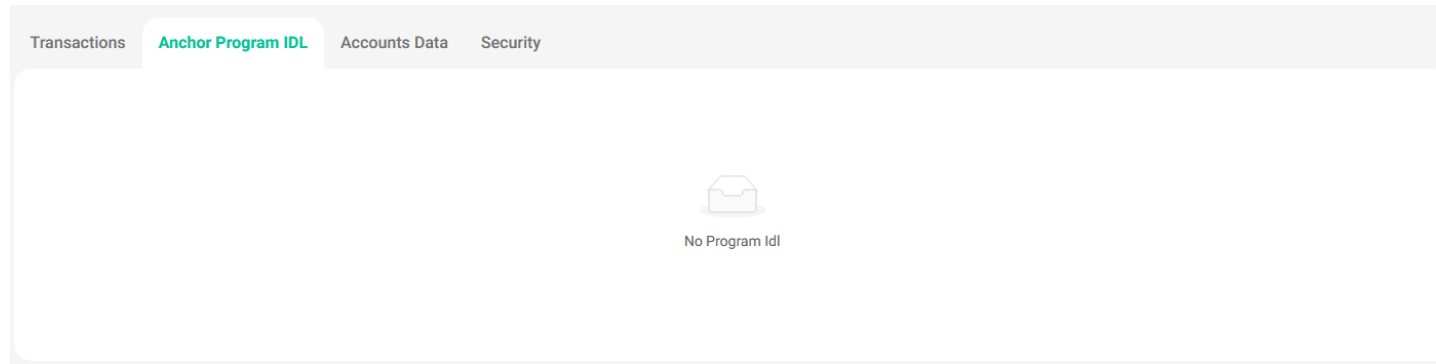 Transactions Anchor Program IDL Accounts Data Security
No Program Idl